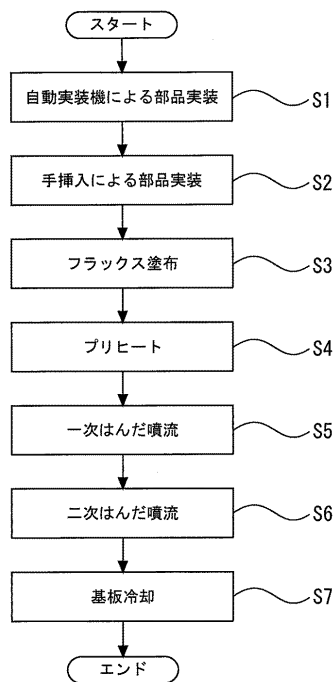 スタート
自動実装機による部品実装 S1
手挿入による部品実装 S2
フラックス塗布 S3
プリヒート S4
一次はんだ噴流 S5
二次はんだ噴流 S6
基板冷却 S7
エンド